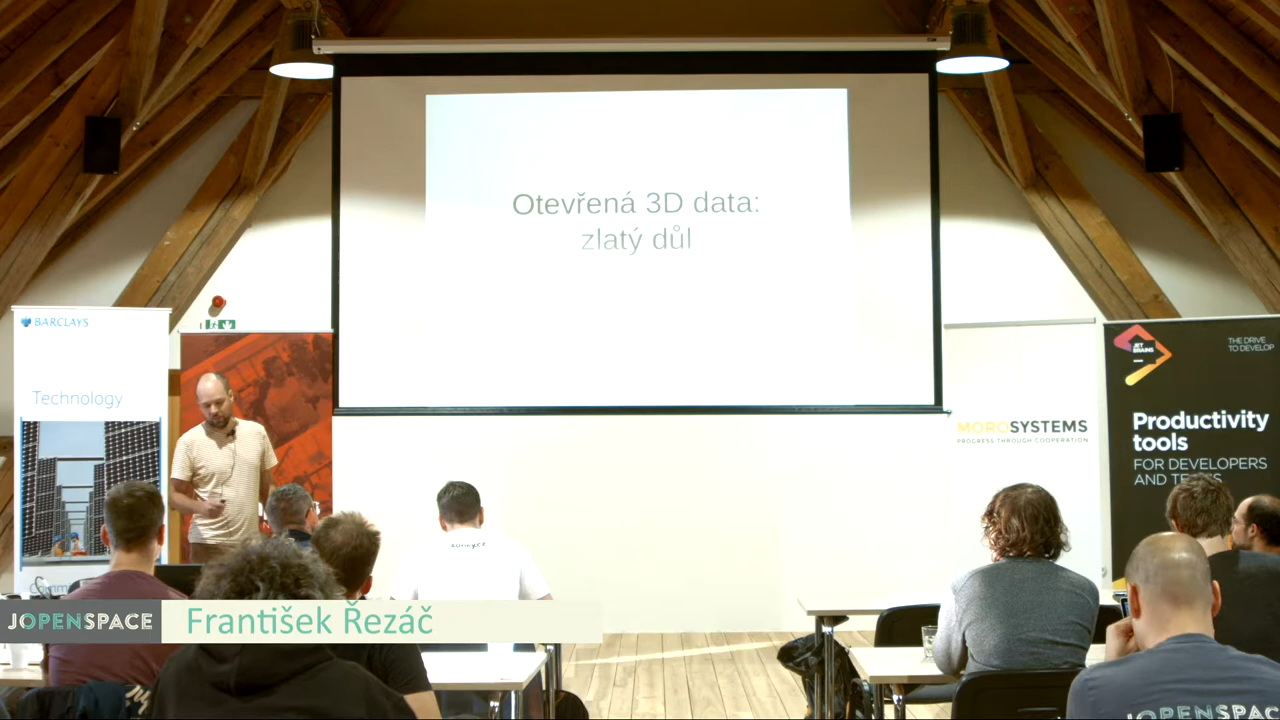 Otevřená 3D data:
zlatý důl
BARCLAYS
Technology
MOROSYSTEMS
PROGRESS THROUGH COOPERATION
JET
BRAINS
THE DRIVE
TO DEVELOP
Productivity
tools
FOR DEVELOPERS
AND
JOPENSPACE
František Řezáč
JOPENSPACE